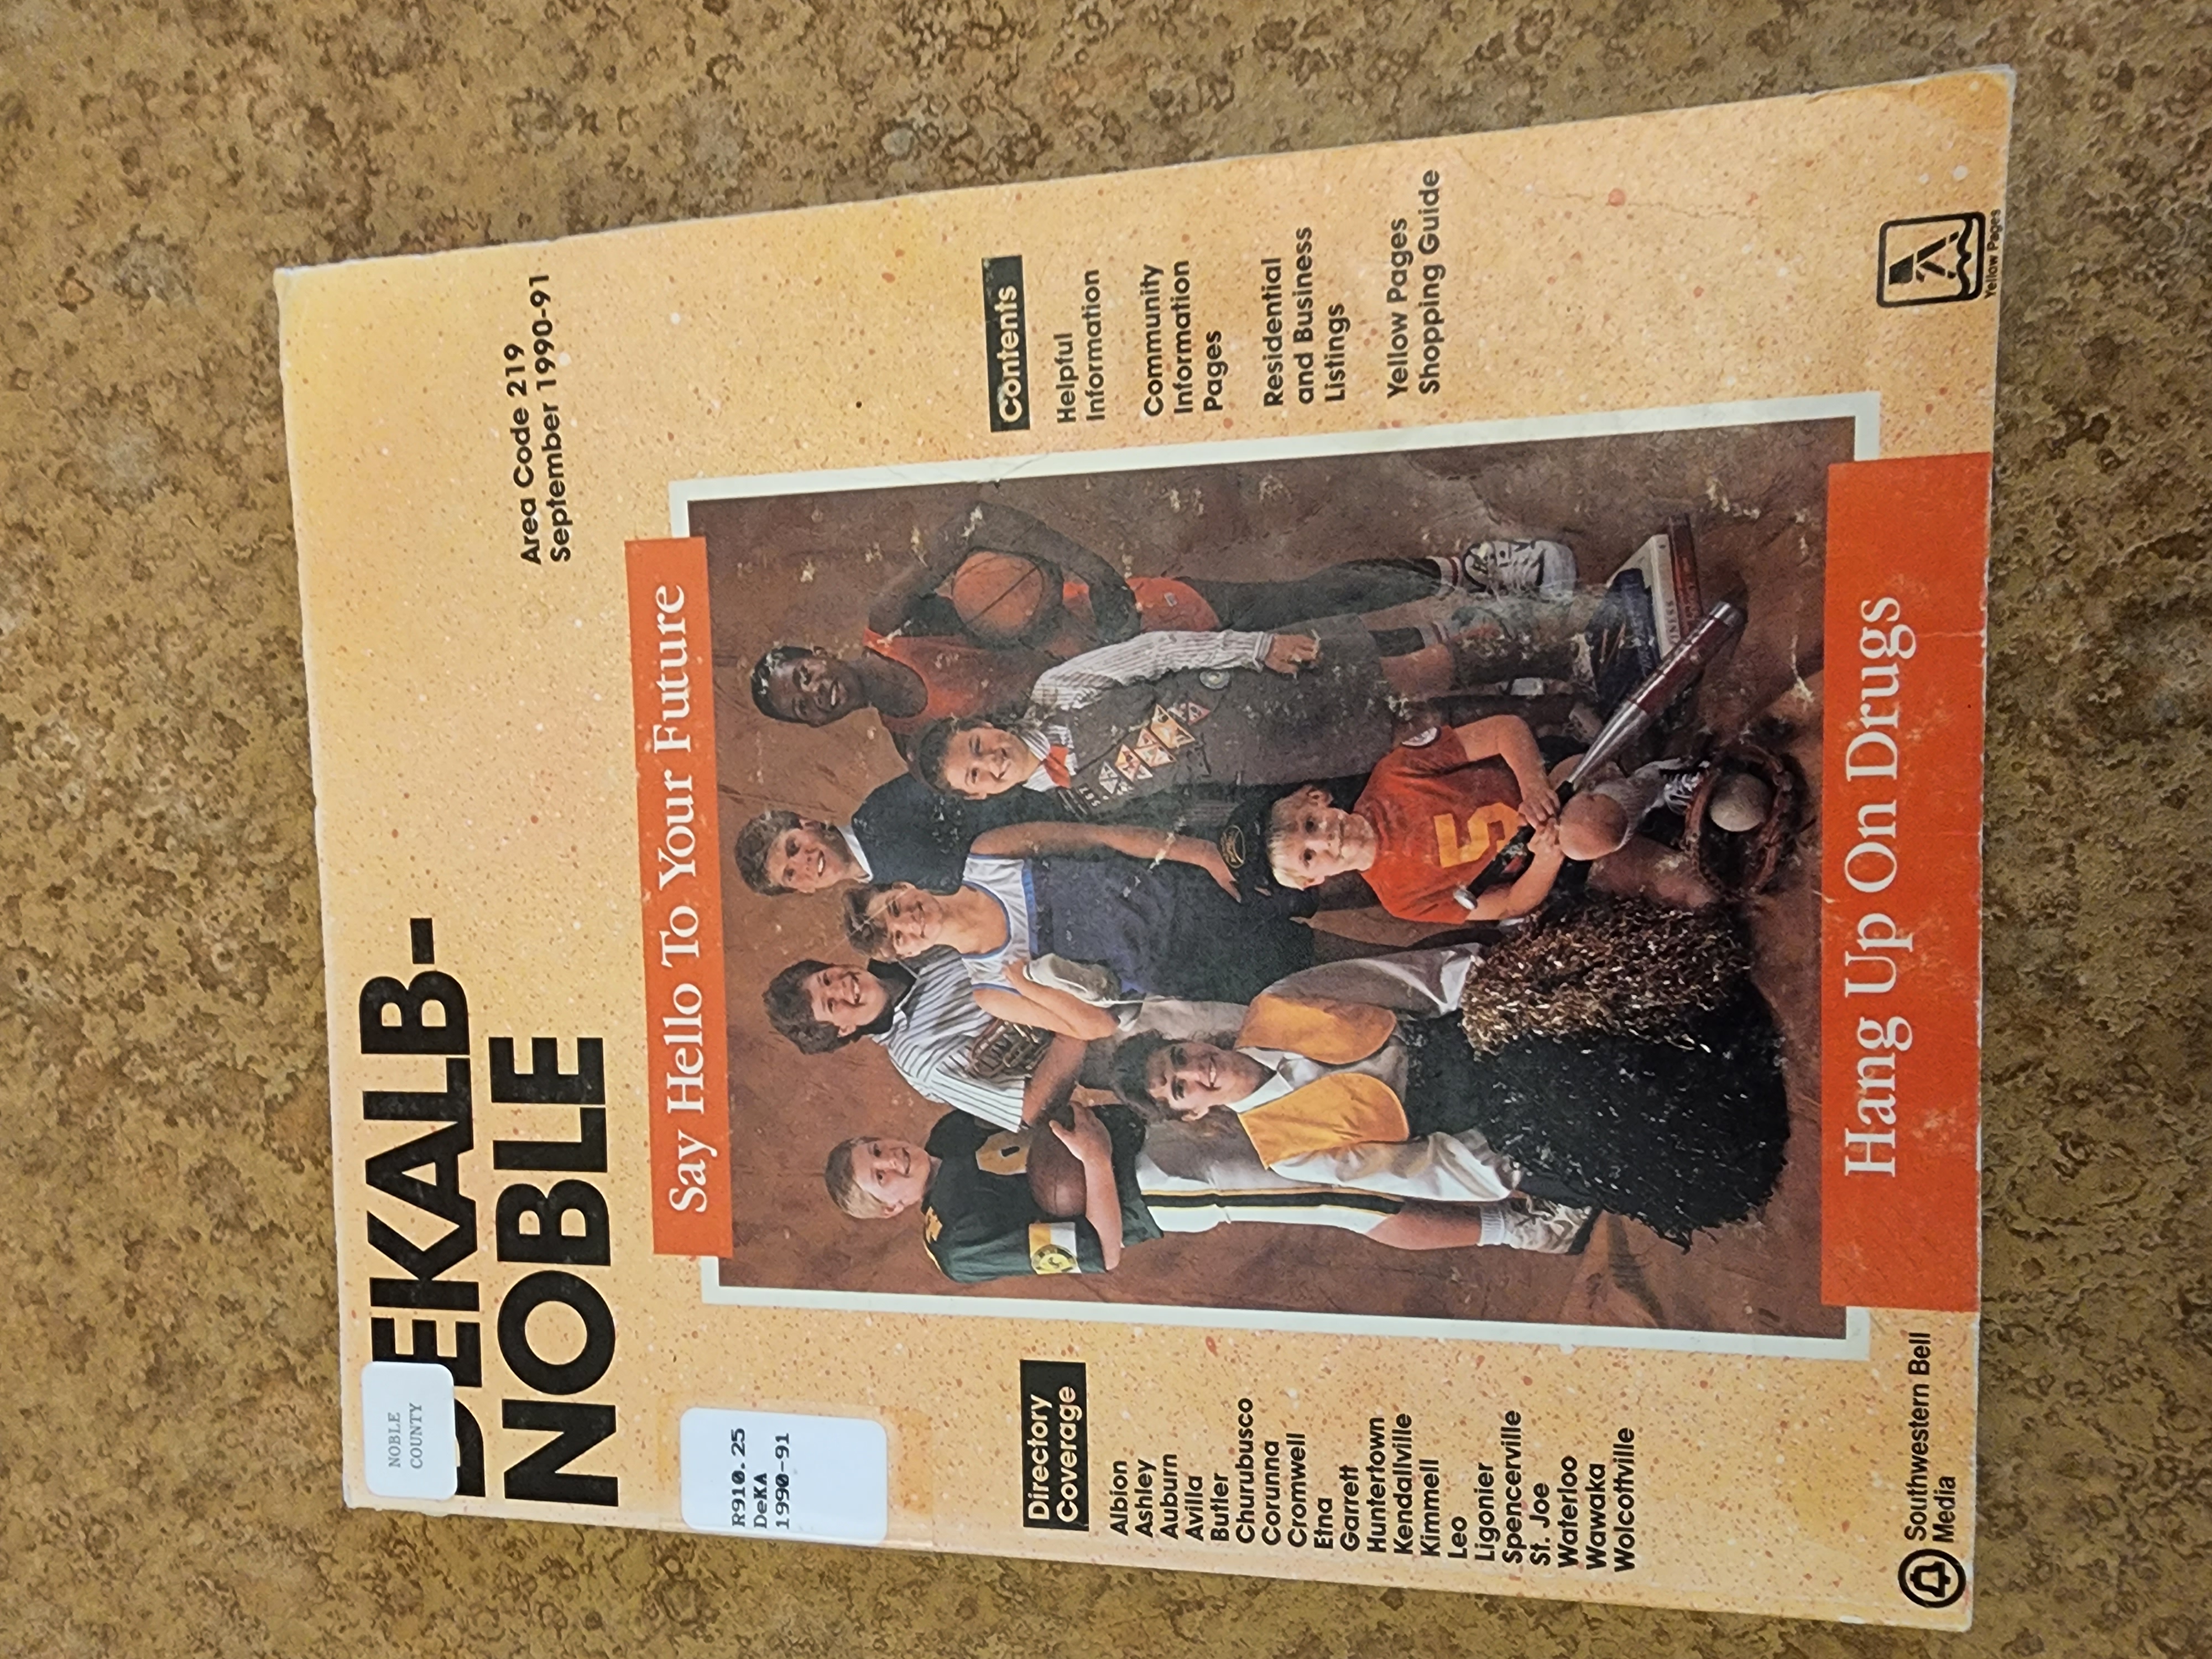 NOBLE
COUNTY
DEKALB-
NOBLE
Area Code 219
September 1990-91
R910.25
DeKA
1990-91
Say Hello To Your Future
Directory
Coverage
Albion
Ashley
Auburn
Avilla
Butler
Churubusco
Corunna
Cromwell
Etna
Garrett
Huntertown
Kendallville
Kimmell
Leo
Ligonier
Spencerville
St. Joe
Waterloo
Wawaka
Wolcottville
5
Contents
Helpful
Information
Community
Information
Pages
Residential
and Business
Listings
Yellow Pages
Shopping Guide
Hang Up On Drugs
Southwestern Bell
Media
Yellow Pages